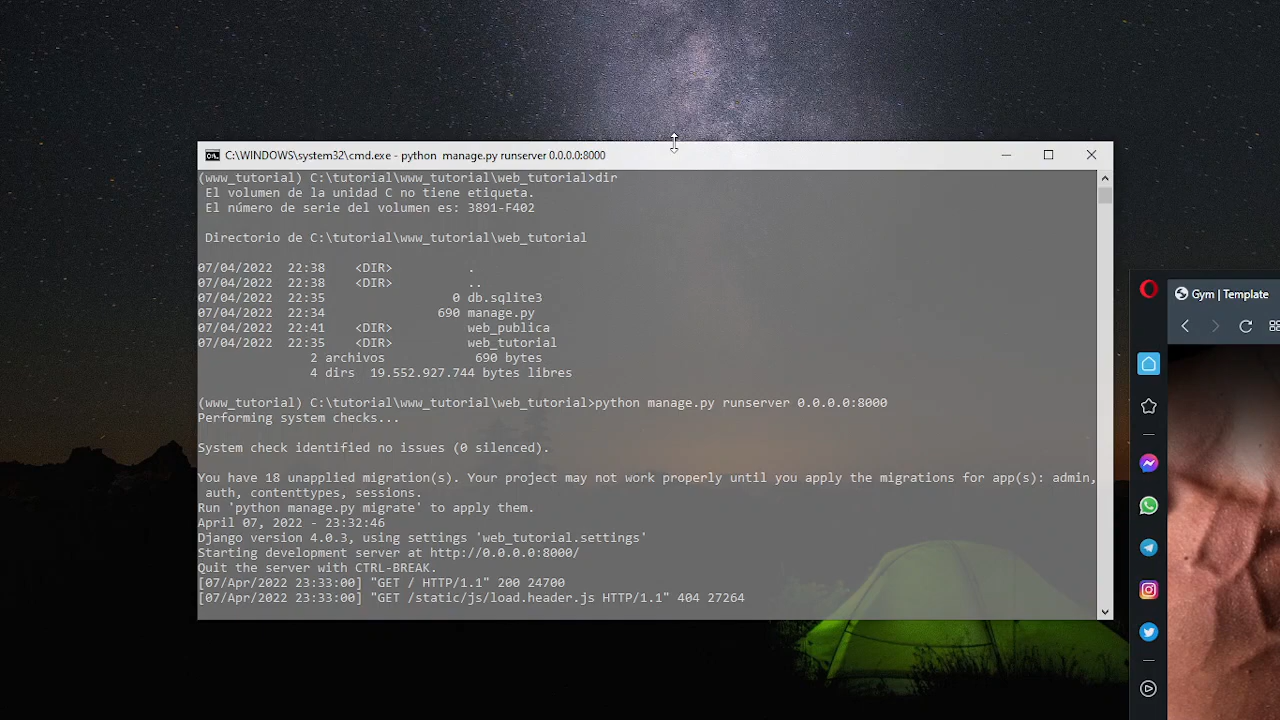 C:\WINDOWS\system32\cmd.exe - python  manage.py runserver 0.0.0.0:8000
(www_tutorial) C:\tutorial\www_tutorial\web_tutorial>dir
El volumen de la unidad C no tiene etiqueta.
El número de serie del volumen es: 3891-F402
Directorio de C:\tutorial\www_tutorial\web_tutorial
07/04/2022  22:38    <DIR>          .
07/04/2022  22:38    <DIR>          ..
07/04/2022  22:35                 0 db.sqlite3
07/04/2022  22:34               690 manage.py
07/04/2022  22:41    <DIR>          web_publica
07/04/2022  22:35    <DIR>          web_tutorial
2 archivos            690 bytes
4 dirs  19.552.927.744 bytes libres
(www_tutorial) C:\tutorial\www_tutorial\web_tutorial>python manage.py runserver 0.0.0.0:8000
Performing system checks...
System check identified no issues (0 silenced).
You have 18 unapplied migration(s). Your project may not work properly until you apply the migrations for app(s): admin,
auth, contenttypes, sessions.
Run 'python manage.py migrate' to apply them.
April 07, 2022 - 23:32:46
Django version 4.0.3, using settings 'web_tutorial.settings'
Starting development server at http://0.0.0.0:8000/
Quit the server with CTRL-BREAK.
[07/Apr/2022 23:33:00] "GET / HTTP/1.1" 200 24700
[07/Apr/2022 23:33:00] "GET /static/js/load.header.js HTTP/1.1" 404 27264
Gym | Template